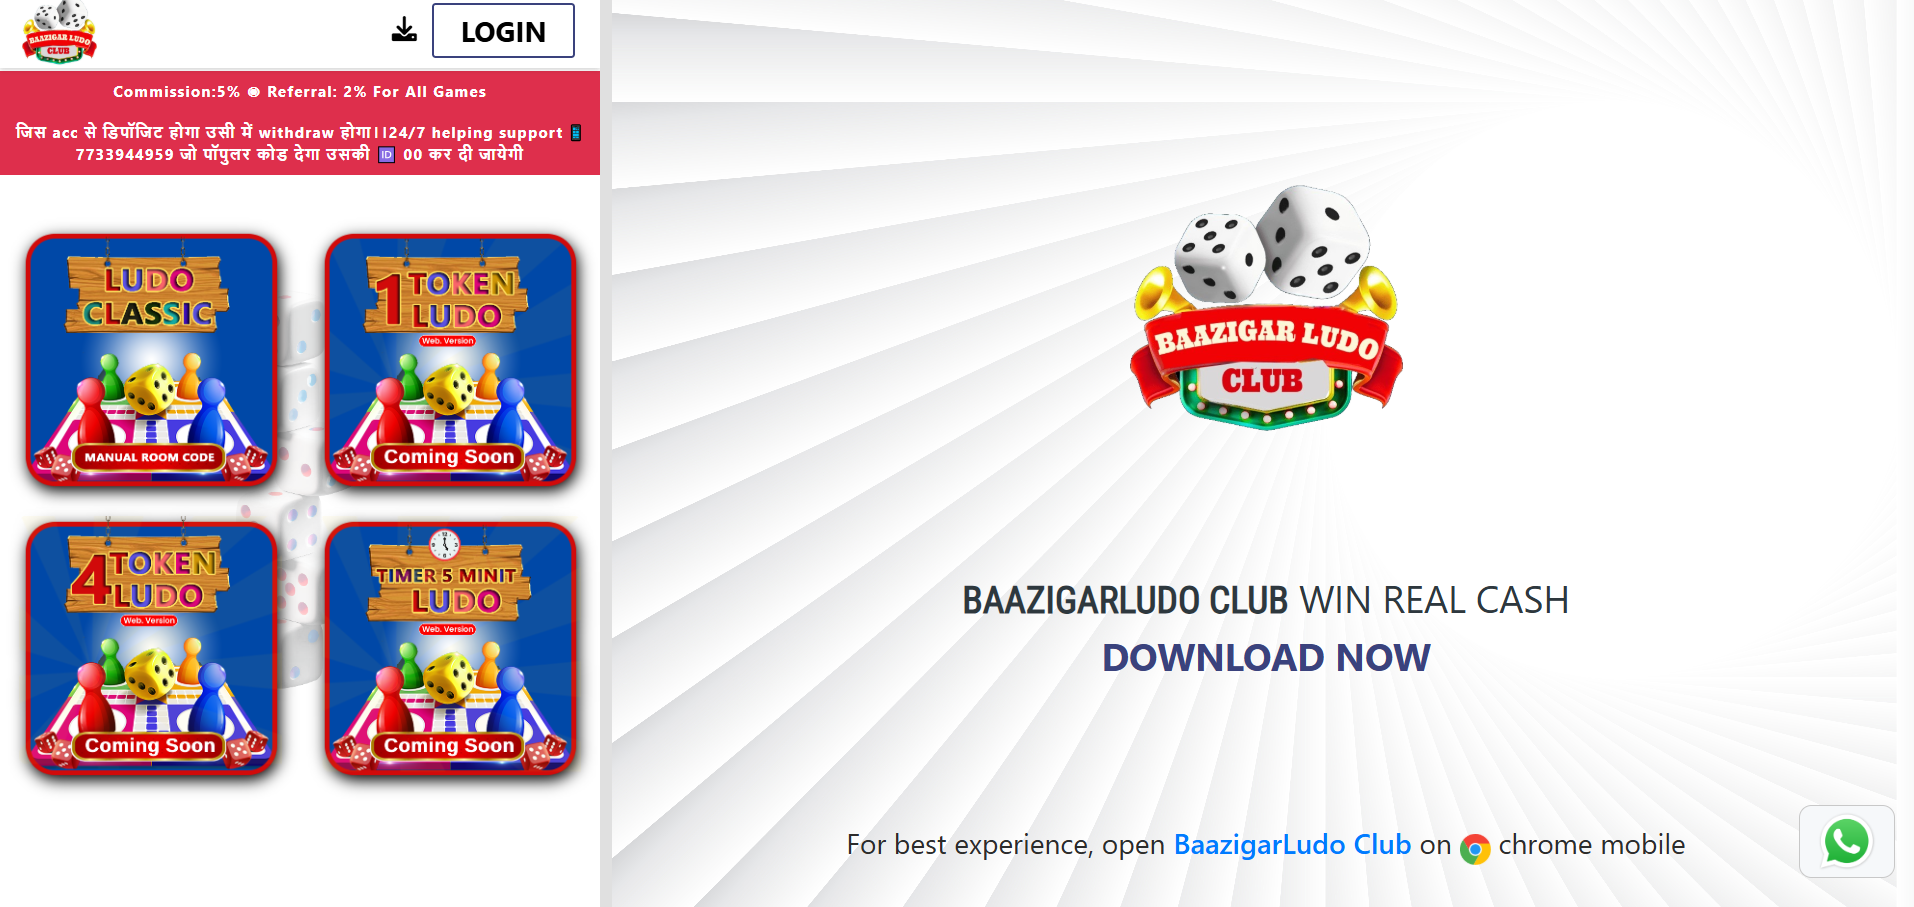 BAAZIGAR LUDO
CLUB
LOGIN
Commission:5% 🪙 Referral: 2% For All Games
जिस acc से डिपॉजिट होगा उसी में withdraw होगा||24/7 helping support 📱
7733944959 जो पॉपुलर कोड देगा उसकी 🆔 00 कर दी जायेगी
LUDO
CLASSIC
MANUAL ROOM CODE
1 TOKEN
LUDO
Web. Version
Coming Soon
4 TOKEN
LUDO
Web. Version
Coming Soon
TIMER 5 MINIT
LUDO
Web. Version
Coming Soon
BAAZIGAR LUDO
CLUB
BAAZIGARLUDO CLUB WIN REAL CASH
DOWNLOAD NOW
For best experience, open BaazigarLudo Club on chrome mobile